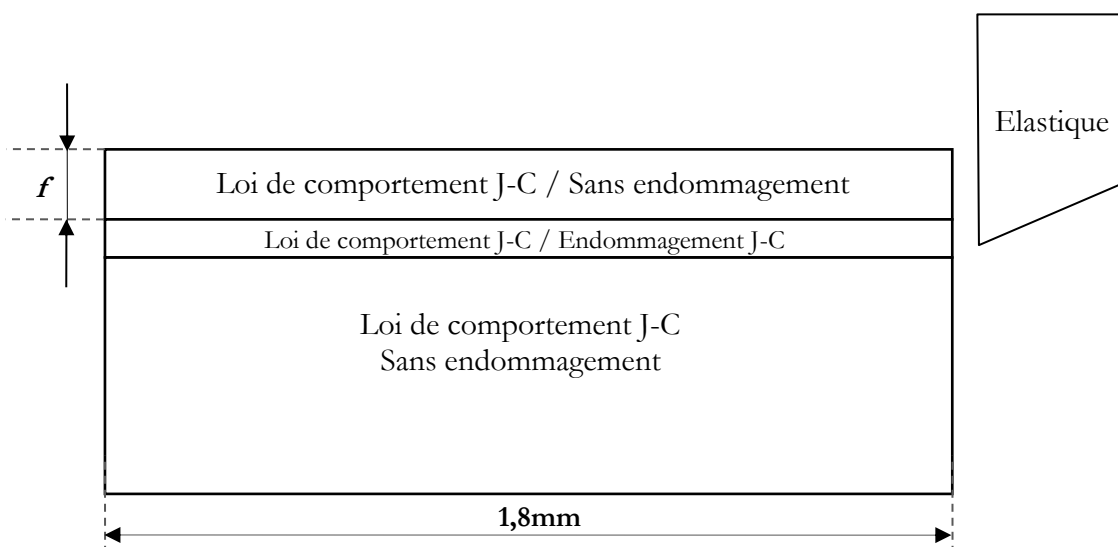 Elastique
f
Loi de comportement J-C / Sans endommagement
Loi de comportement J-C / Endommagement J-C
Loi de comportement J-C
Sans endommagement
1,8mm